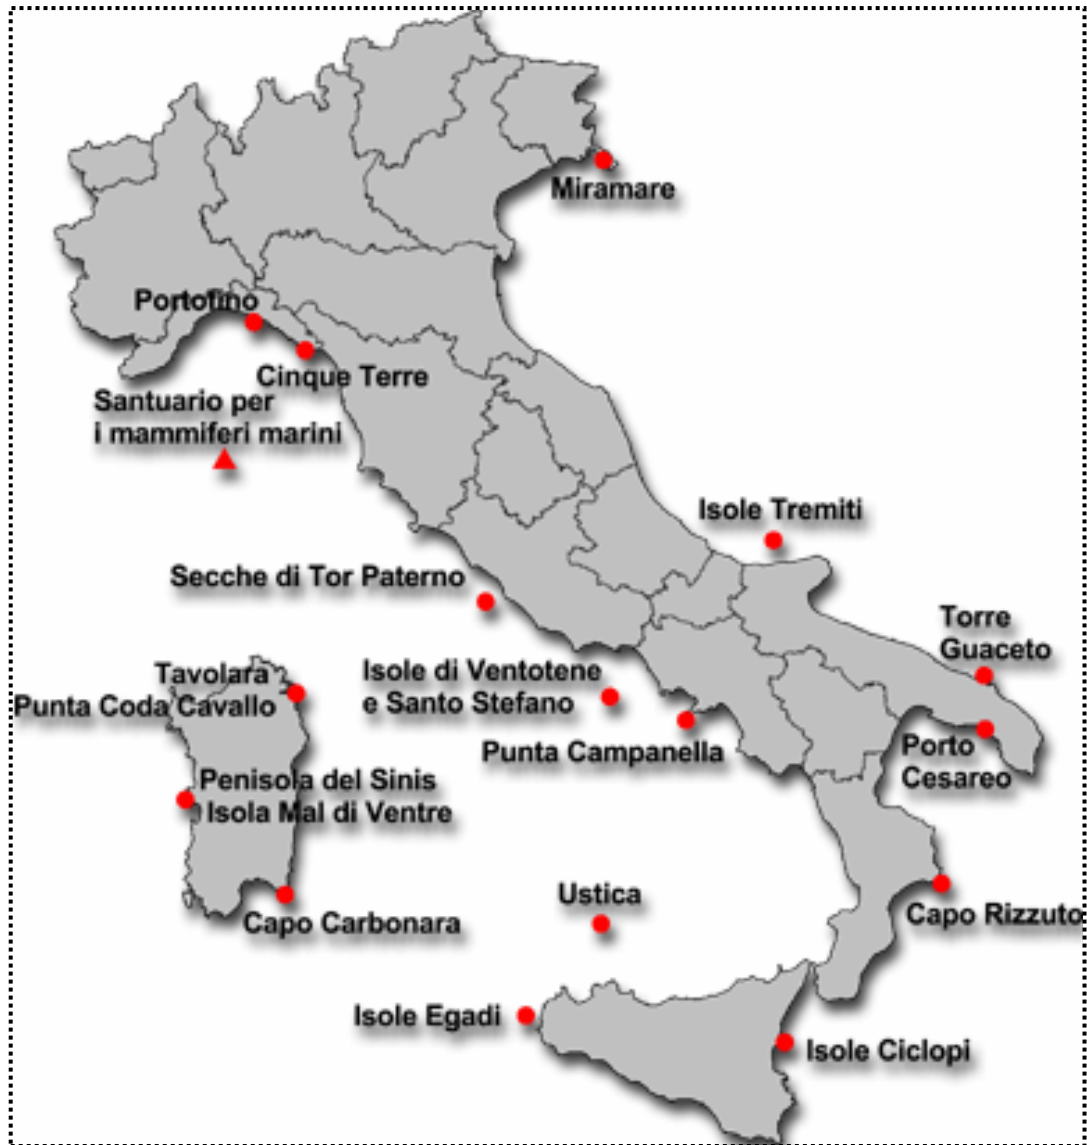 Miramare
Portofino
Cinque Terre
Santuario per
i mammiferi marini
Isole Tremiti
Secche di Tor Paterno
Torre
Guaceto
Tavolara
Punta Coda Cavallo
Isole di Ventotene
e Santo Stefano
Punta Campanella
Porto
Cesareo
Penisola del Sinis
Isola Mal di Ventre
Ustica
Capo Rizzuto
Capo Carbonara
Isole Egadi
Isole Ciclopi